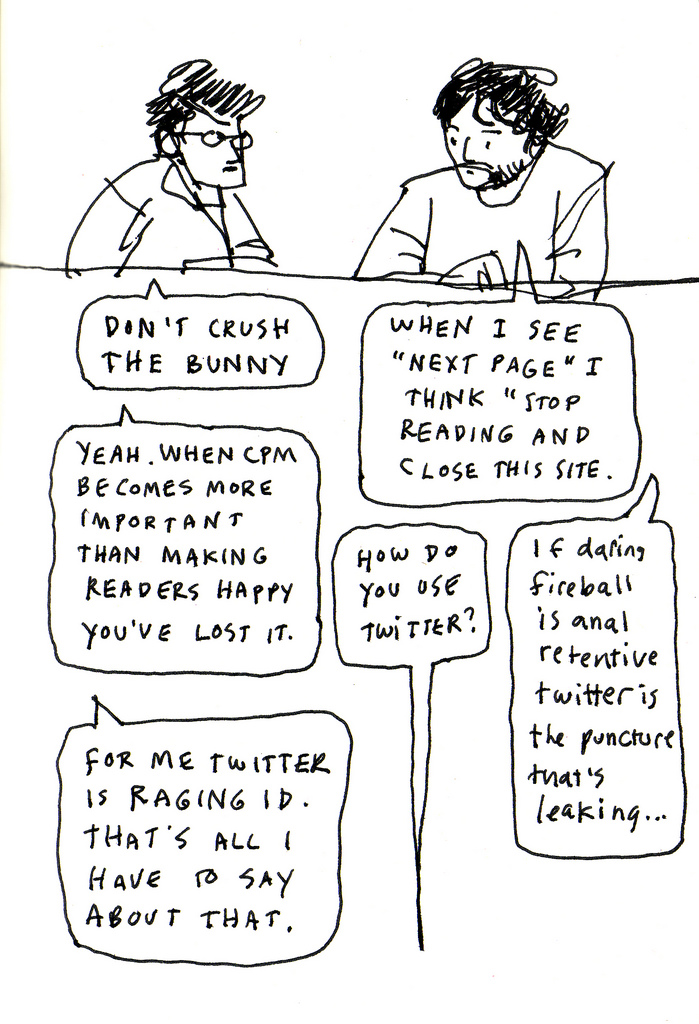 DON'T CRUSH
THE BUNNY
WHEN I SEE
"NEXT PAGE" I
THINK "STOP
READING AND
CLOSE THIS SITE.
YEAH. WHEN CPM
BECOMES MORE
IMPORTANT
THAN MAKING
READERS HAPPY
YOU'VE LOST IT.
HOW DO
YOU USE
TWITTER?
If daring
fireball
is anal
retentive
twitter is
the puncture
that's
leaking...
FOR ME TWITTER
IS RAGING ID.
THAT'S ALL I
HAVE TO SAY
ABOUT THAT.